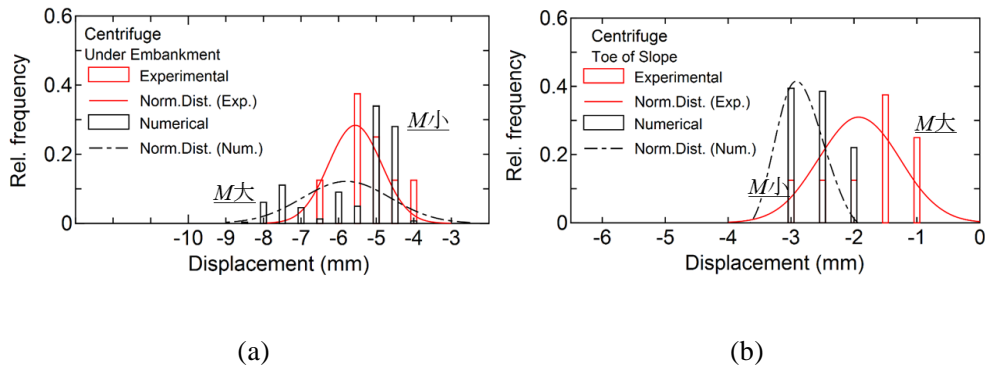 0.6
0.4
0.2
0
Rel. frequency
Centrifuge
Under Embankment
Experimental
Norm.Dist. (Exp.)
Numerical
Norm.Dist. (Num.)
M小
M大
-10 -9 -8 -7 -6 -5 -4 -3
Displacement (mm)
(a)
0.6
0.4
0.2
0
Rel. frequency
Centrifuge
Toe of Slope
Experimental
Norm.Dist. (Exp.)
Numerical
Norm.Dist. (Num.)
M大
M小
-6 -5 -4 -3 -2 -1 0
Displacement (mm)
(b)